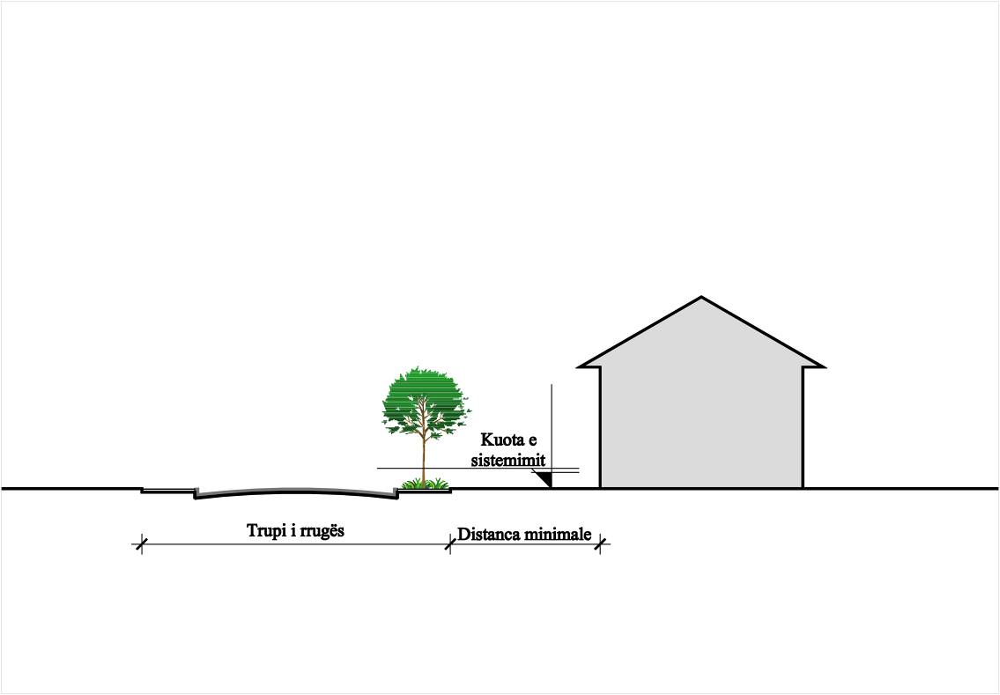 Kuota e
sistemimit
Trupi i rrugës
Distanca minimale